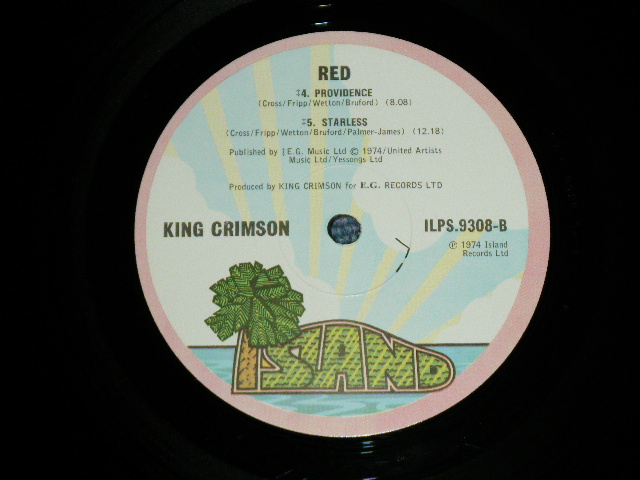 RED
‡4. PROVIDENCE
(Cross/Fripp/Wetton/Bruford) (8.08)
‡5. STARLESS
(Cross/Fripp/Wetton/Bruford/Palmer-James) (12.18)
Published by ‡E.G. Music Ltd © 1974/United Artists
Music Ltd/Yessongs Ltd
Produced by KING CRIMSON for E.G. RECORDS LTD
KING CRIMSON
ILPS.9308-B
℗ 1974 Island
Records Ltd
ISLAND